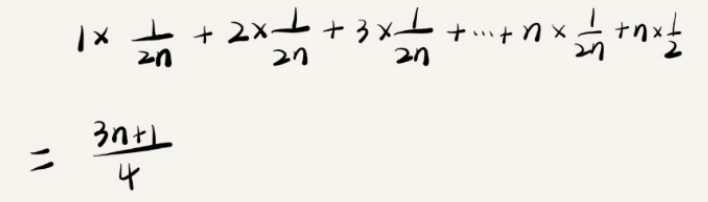 1 × 1/2n + 2 × 1/2n + 3 × 1/2n + ··· + n × 1/2n + n × 1/2
= 3n+1/4